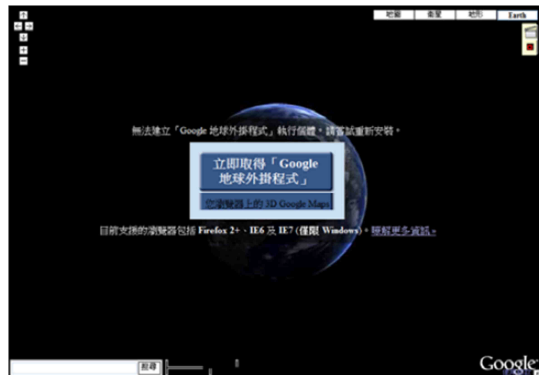 地圖 衛星 地形 Earth
無法建立「Google 地球外掛程式」執行個體。請嘗試重新安裝。
立即取得「Google
地球外掛程式」
您瀏覽器上的 3D Google Maps
目前支援的瀏覽器包括 Firefox 2+、IE6 及 IE7 (僅限 Windows)。瞭解更多資訊 »
搜尋
Google